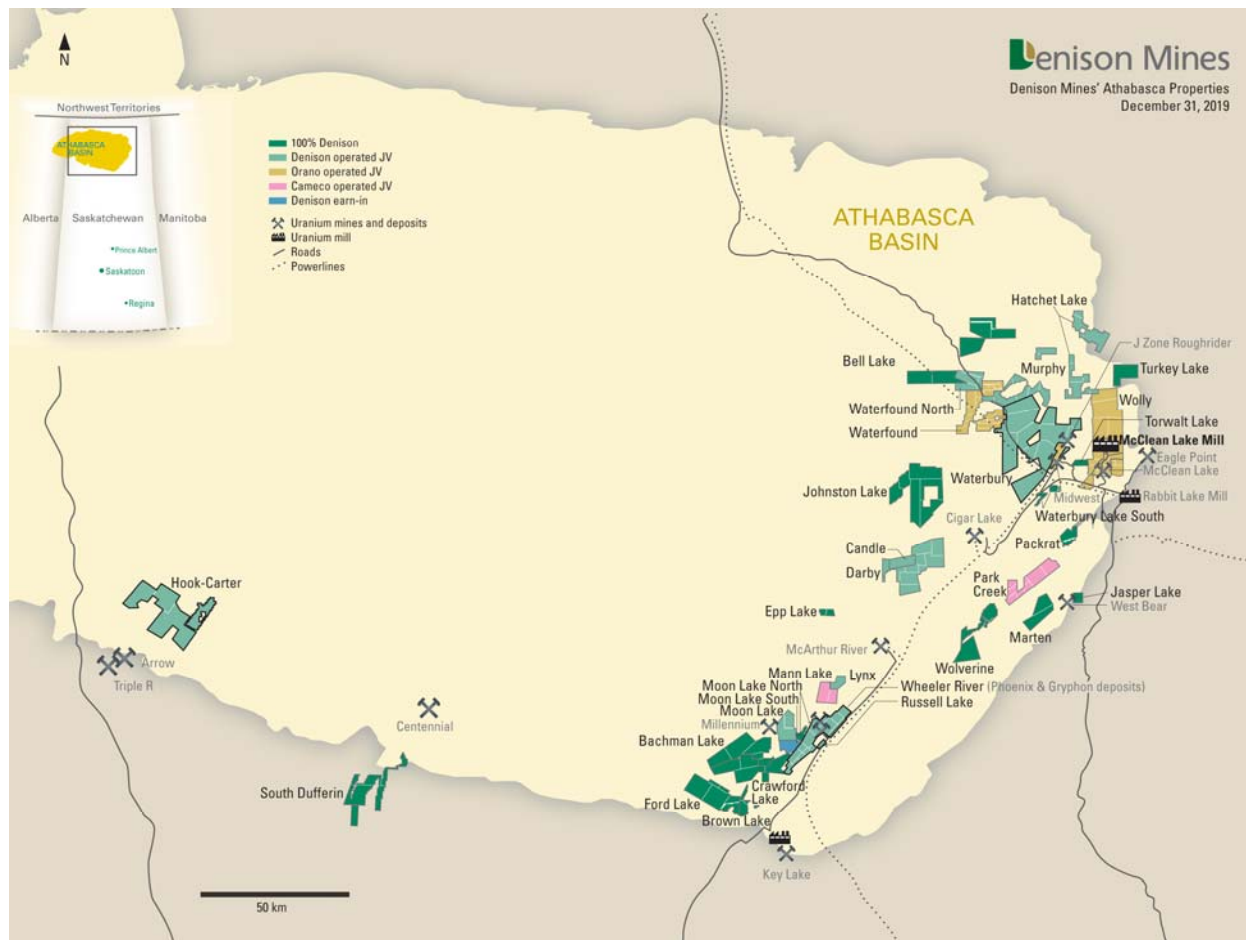 N
Denison Mines
Denison Mines' Athabasca Properties
December 31, 2019
Northwest Territories
ATHABASCA
BASIN
Alberta
Saskatchewan
Manitoba
Prince Albert
Saskatoon
Regina
100% Denison
Denison operated JV
Orano operated JV
Cameco operated JV
Denison earn-in
Uranium mines and deposits
Uranium mill
Roads
Powerlines
ATHABASCA
BASIN
Hatchet Lake
J Zone Roughrider
Bell Lake
Murphy
Turkey Lake
Wolly
Waterfound North
Torwalt Lake
Waterfound
McClean Lake Mill
Eagle Point
McClean Lake
Waterbury
Johnston Lake
Midwest
Rabbit Lake Mill
Cigar Lake
Waterbury Lake South
Packrat
Candle
Darby
Park
Creek
Hook-Carter
Jasper Lake
West Bear
Epp Lake
Marten
McArthur River
Wolverine
Arrow
Triple R
Mann Lake
Lynx
Moon Lake North
Wheeler River (Phoenix & Gryphon deposits)
Moon Lake South
Russell Lake
Moon Lake
Millennium
Centennial
Bachman Lake
Crawford
Lake
South Dufferin
Ford Lake
Brown Lake
Key Lake
50 km